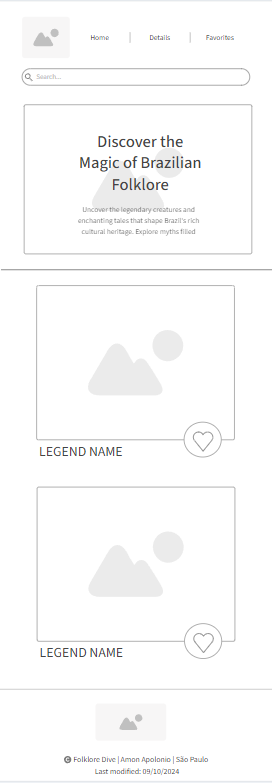 Home | Details | Favorites
Search...
Discover the
Magic of Brazilian
Folklore
Uncover the legendary creatures and
enchanting tales that shape Brazil's rich
cultural heritage. Explore myths filled
LEGEND NAME
LEGEND NAME
© Folklore Dive | Amon Apolonio | São Paulo
Last modified: 09/10/2024